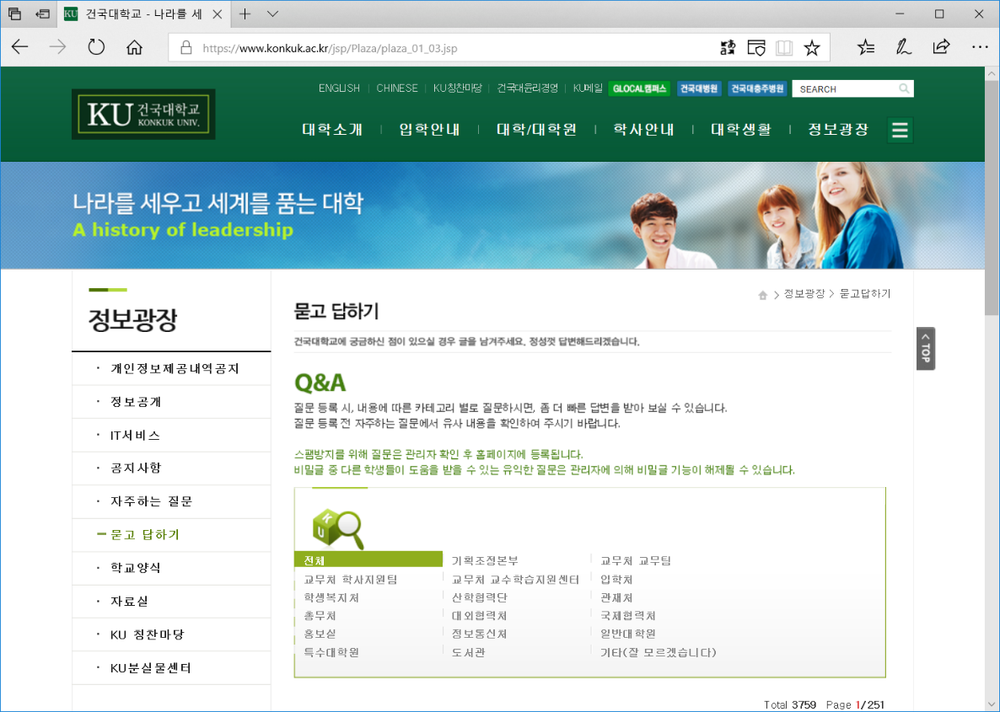 건국대학교 - 나라를 세
https://www.konkuk.ac.kr/jsp/Plaza/plaza_01_03.jsp
ENGLISH CHINESE KU칭찬마당 건국대윤리경영 KU메일 GLOCAL캠퍼스 건국대병원 건국대충주병원 SEARCH
KU 건국대학교
KONKUK UNIV.
대학소개 입학안내 대학/대학원 학사안내 대학생활 정보광장
나라를 세우고 세계를 품는 대학
A history of leadership
정보광장
개인정보제공내역공지
정보공개
IT서비스
공지사항
자주하는 질문
묻고 답하기
학교양식
자료실
KU 칭찬마당
KU분실물센터
> 정보광장 > 묻고답하기
묻고 답하기
건국대학교에 궁금하신 점이 있으실 경우 글을 남겨주세요. 정성껏 답변해드리겠습니다.
Q&A
질문 등록 시, 내용에 따른 카테고리 별로 질문하시면, 좀 더 빠른 답변을 받아 보실 수 있습니다.
질문 등록 전 자주하는 질문에서 유사 내용을 확인하여 주시기 바랍니다.
스팸방지를 위해 질문은 관리자 확인 후 홈페이지에 등록됩니다.
비밀글 중 다른 학생들이 도움을 받을 수 있는 유익한 질문은 관리자에 의해 비밀글 기능이 해제될 수 있습니다.
KU
전체 기획조정본부 교무처 교무팀
교무처 학사지원팀 교무처 교수학습지원센터 입학처
학생복지처 산학협력단 관재처
총무처 대외협력처 국제협력처
홍보실 정보통신처 일반대학원
특수대학원 도서관 기타(잘 모르겠습니다)
Total 3759 Page 1/251
TOP